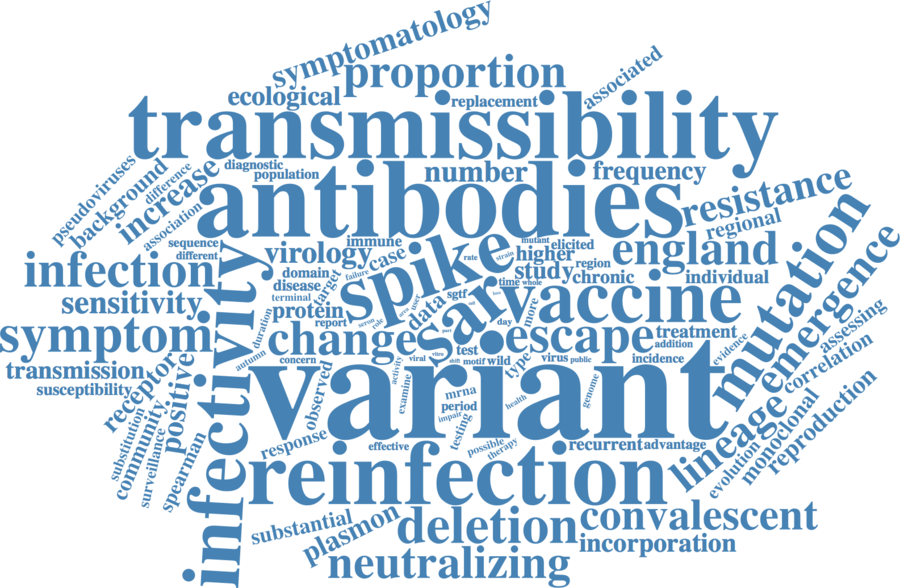 symptomatology
proportion
associated
ecological
replacement
transmissibility
pseudoviruses
background
difference
increase
association
diagnostic
population
number
frequency
antibodies
resistance
regional
sequence
different
virology
immune
case
spike
mutant
elicited
higher
region
england
mutation
emergence
infection
domain
disease
failure
target
rate
strain
study
chronic
individual
sensitivity
terminal
protein
report
data
sgtf
sars
time
whole
vaccine
symptom
duration
change
day
more
escape
treatment
addition
assessing
transmission
autumn
concern
viral
vitro
test
shift
motif
wild
type
virus
public
incidence
evidence
correlation
susceptibility
receptor
positive
infectivity
variant
observed
activity
examine
mrna
period
impair
testing
health
genome
lineage
monoclonal
reproduction
evolution
substitution
community
surveillance
spearman
response
effective
possible
therapy
recurrent
advantage
reinfection
substantial
plasmon
deletion
convalescent
incorporation
neutralizing